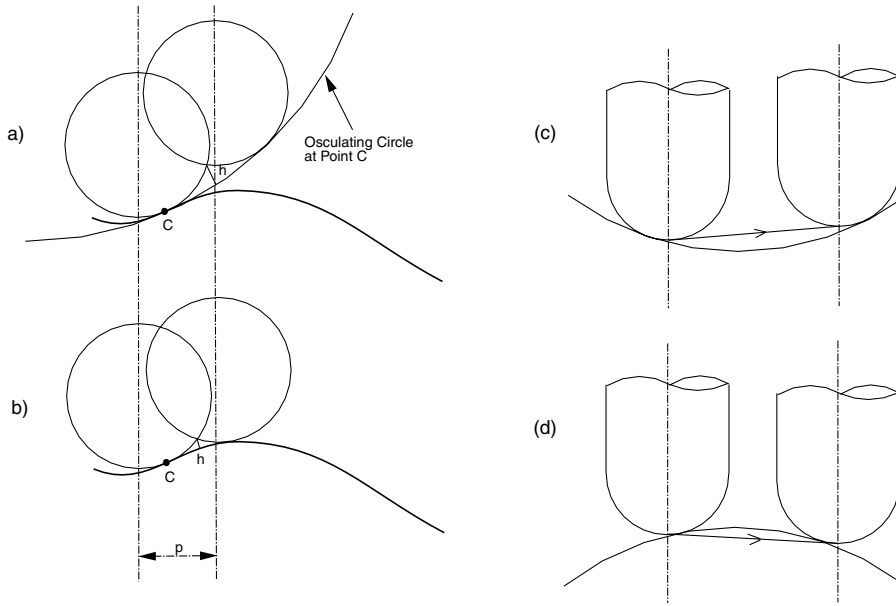 a)
h
Osculating Circle
at Point C
C
b)
h
C
p
(c)
(d)